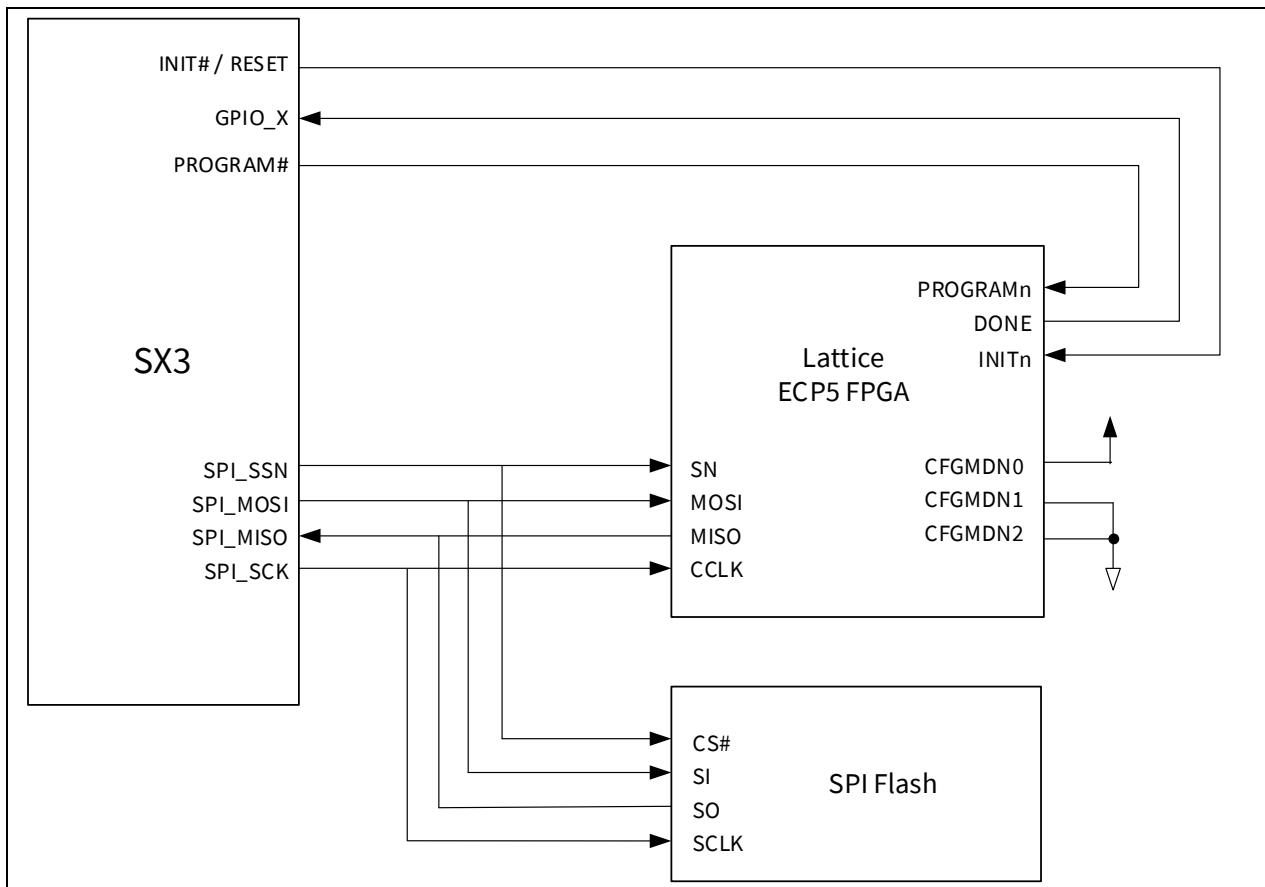 INIT# / RESET
GPIO_X
PROGRAM#
SX3
SPI_SSN
SPI_MOSI
SPI_MISO
SPI_SCK
PROGRAMn
DONE
INITn
Lattice
ECP5 FPGA
SN
MOSI
MISO
CCLK
CFGMDN0
CFGMDN1
CFGMDN2
CS#
SI
SO
SCLK
SPI Flash